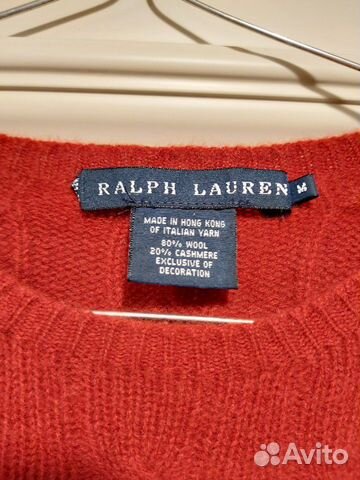 RALPH LAUREN
M
MADE IN HONG KONG
OF ITALIAN YARN
80% WOOL
20% CASHMERE
EXCLUSIVE OF
DECORATION
Avito